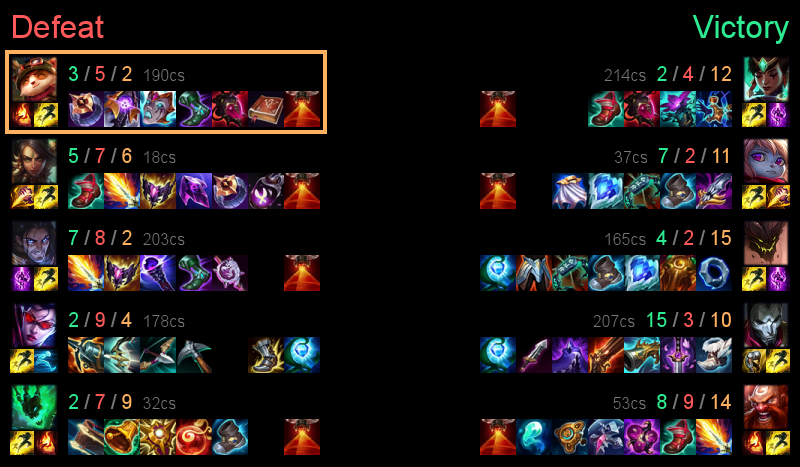 Defeat
Victory
3 / 5 / 2 190cs
214cs 2 / 4 / 12
5 / 7 / 6 18cs
37cs 7 / 2 / 11
7 / 8 / 2 203cs
165cs 4 / 2 / 15
2 / 9 / 4 178cs
207cs 15 / 3 / 10
2 / 7 / 9 32cs
53cs 8 / 9 / 14